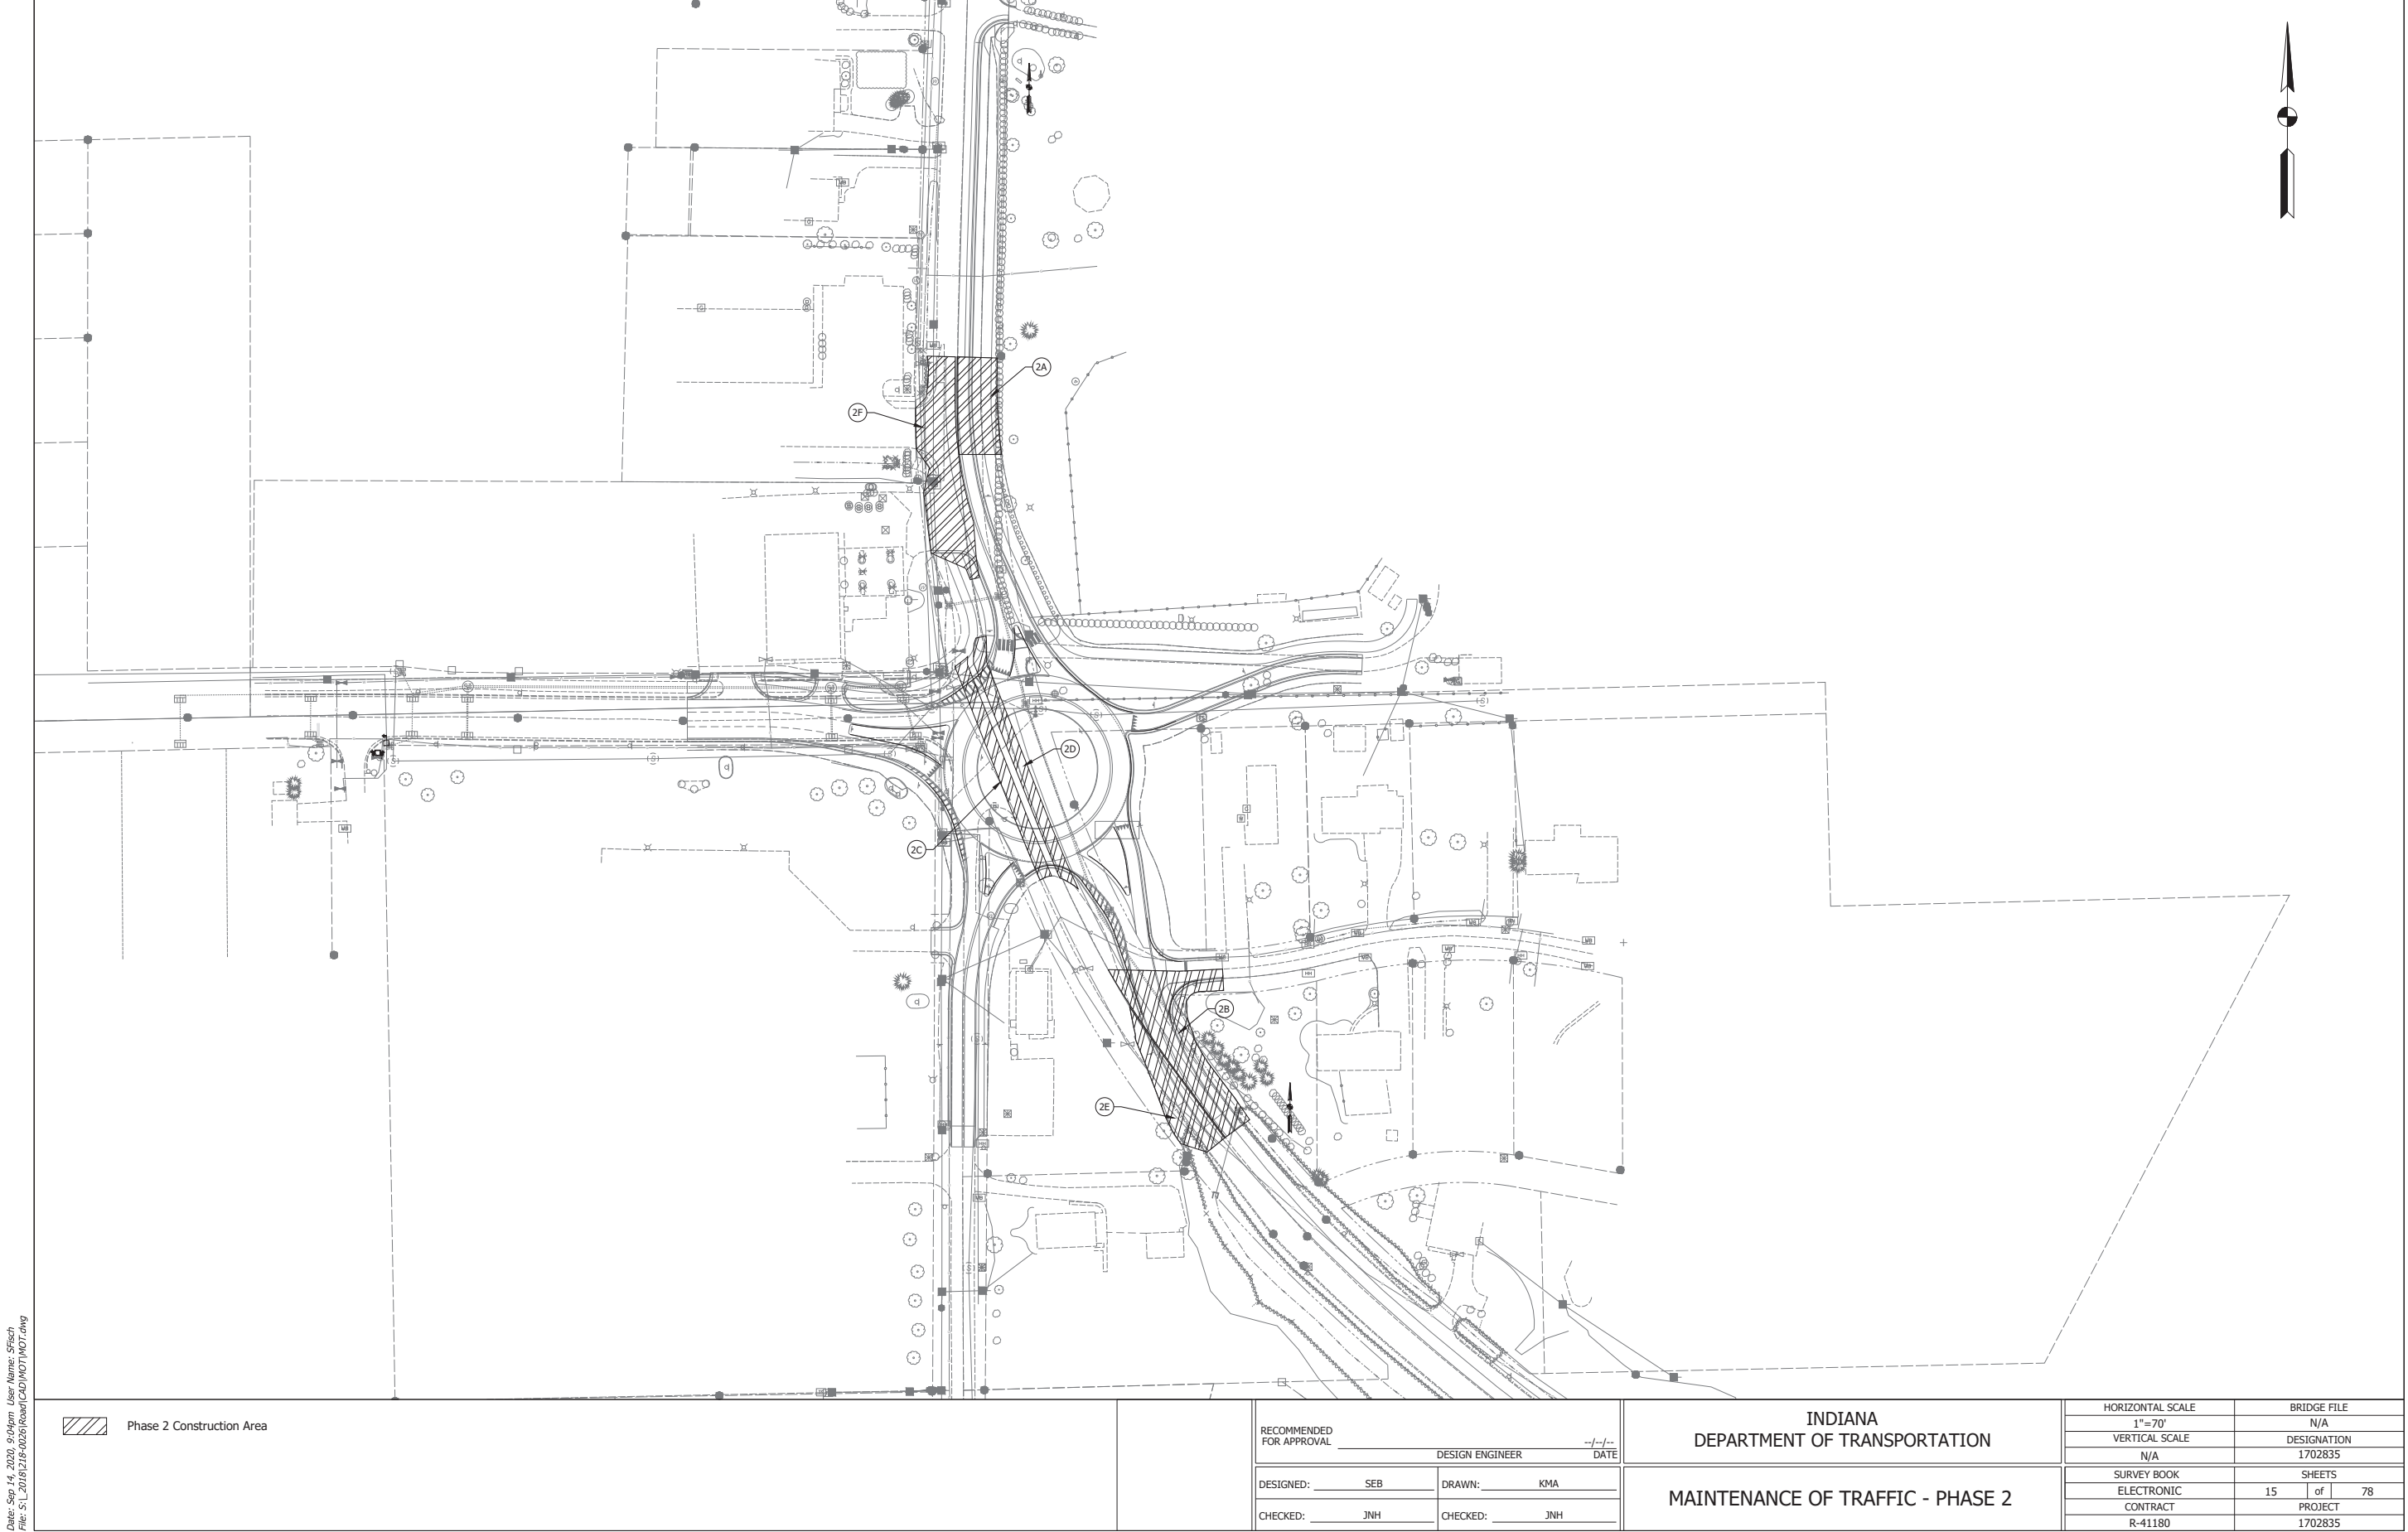 2A
2F
2D
2C
2B
2E
Phase 2 Construction Area
RECOMMENDED
FOR APPROVAL
--/--/--
DESIGN ENGINEER DATE
DESIGNED: SEB DRAWN: KMA
CHECKED: JNH CHECKED: JNH
INDIANA
DEPARTMENT OF TRANSPORTATION
MAINTENANCE OF TRAFFIC - PHASE 2
HORIZONTAL SCALE BRIDGE FILE
1"=70' N/A
VERTICAL SCALE DESIGNATION
N/A 1702835
SURVEY BOOK SHEETS
ELECTRONIC 15 of 78
CONTRACT PROJECT
R-41180 1702835
Date: Sep 14, 2020, 9:04pm User Name: SFisch
File: S:\_2018\218-0026\Road\CAD\MOT\MOT.dwg